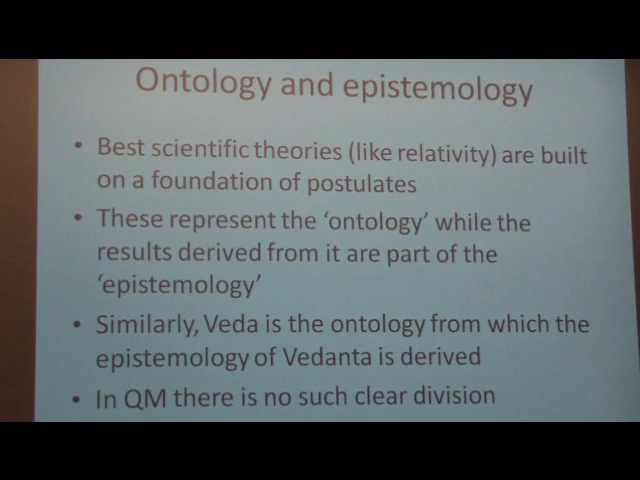 Ontology and epistemology
• Best scientific theories (like relativity) are built
on a foundation of postulates
• These represent the ‘ontology’ while the
results derived from it are part of the
‘epistemology’
• Similarly, Veda is the ontology from which the
epistemology of Vedanta is derived
• In QM there is no such clear division